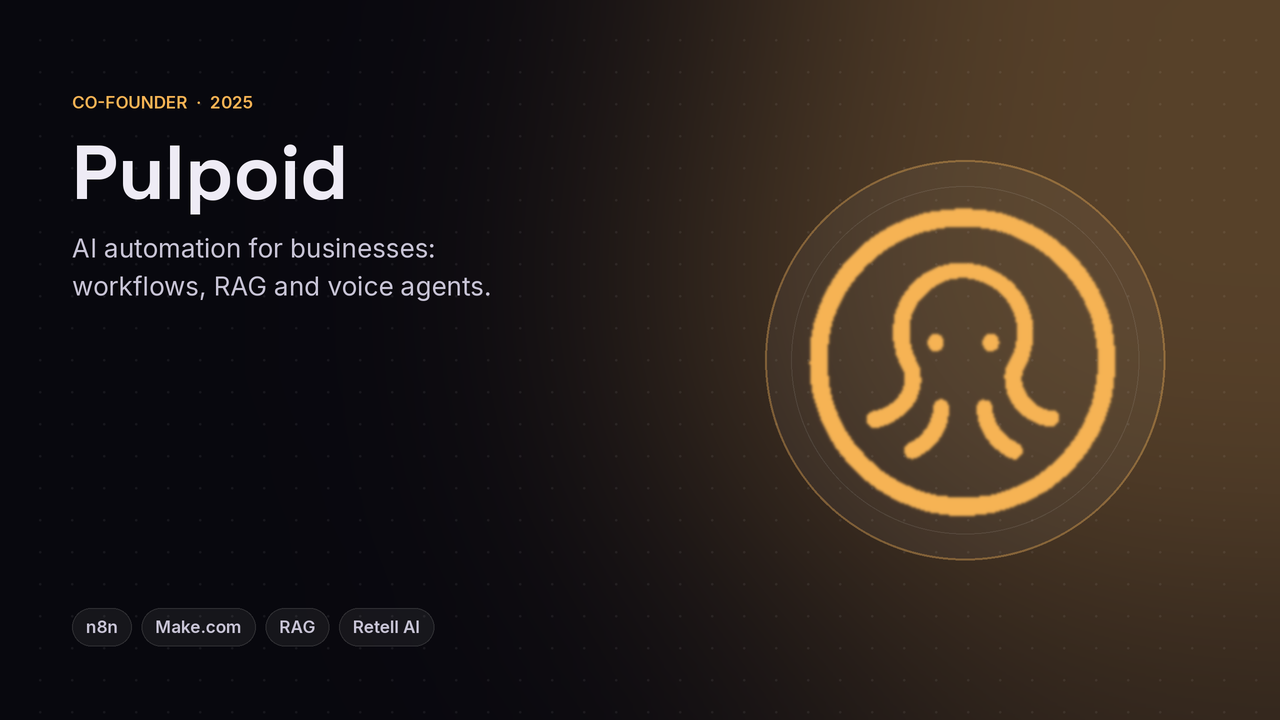 CO-FOUNDER · 2025
Pulpoid
AI automation for businesses:
workflows, RAG and voice agents.
n8n
Make.com
RAG
Retell AI